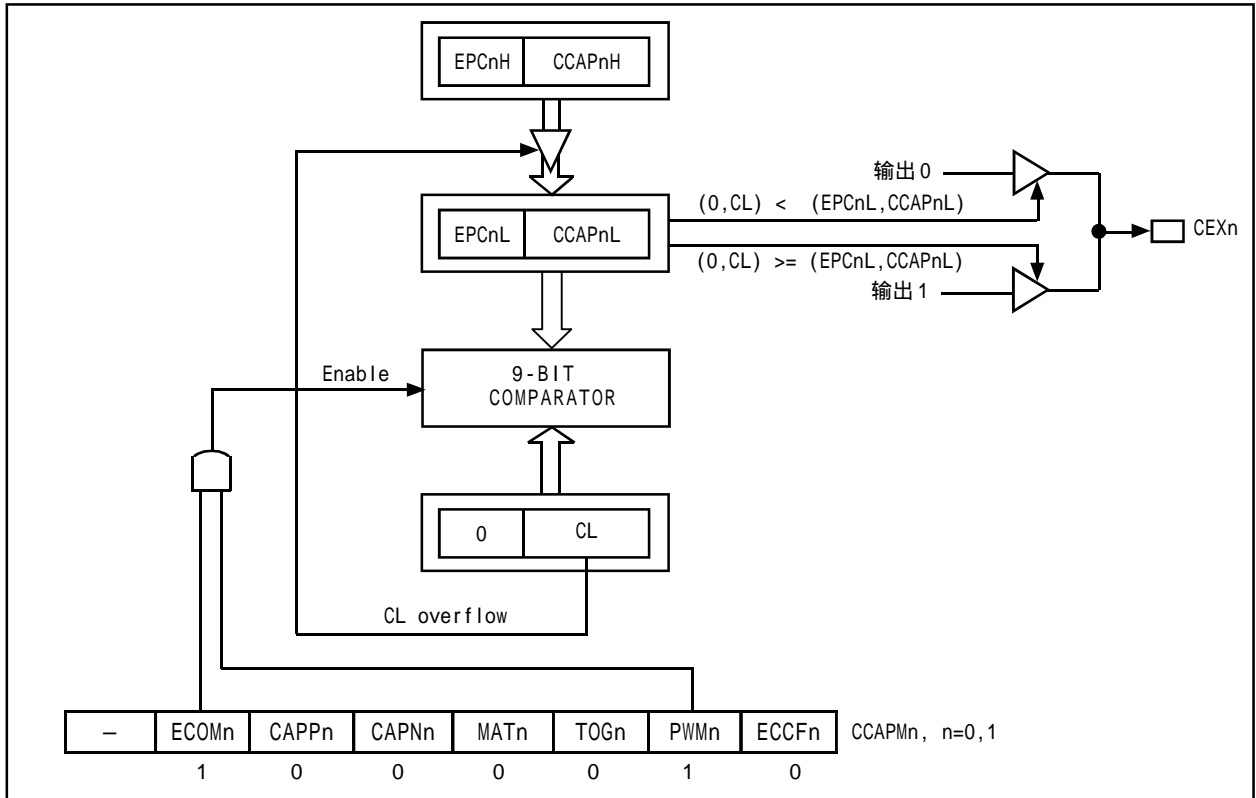 EPCnH CCAPnH
输出0
(0,CL) < (EPCnL,CCAPnL)
EPCnL CCAPnL
CEXn
(0,CL) >= (EPCnL,CCAPnL)
输出1
Enable
9-BIT
COMPARATOR
0 CL
CL overflow
— ECOMn CAPPn CAPNn MATn TOGn PWMn ECCFn CCAPMn, n=0,1
1 0 0 0 0 1 0